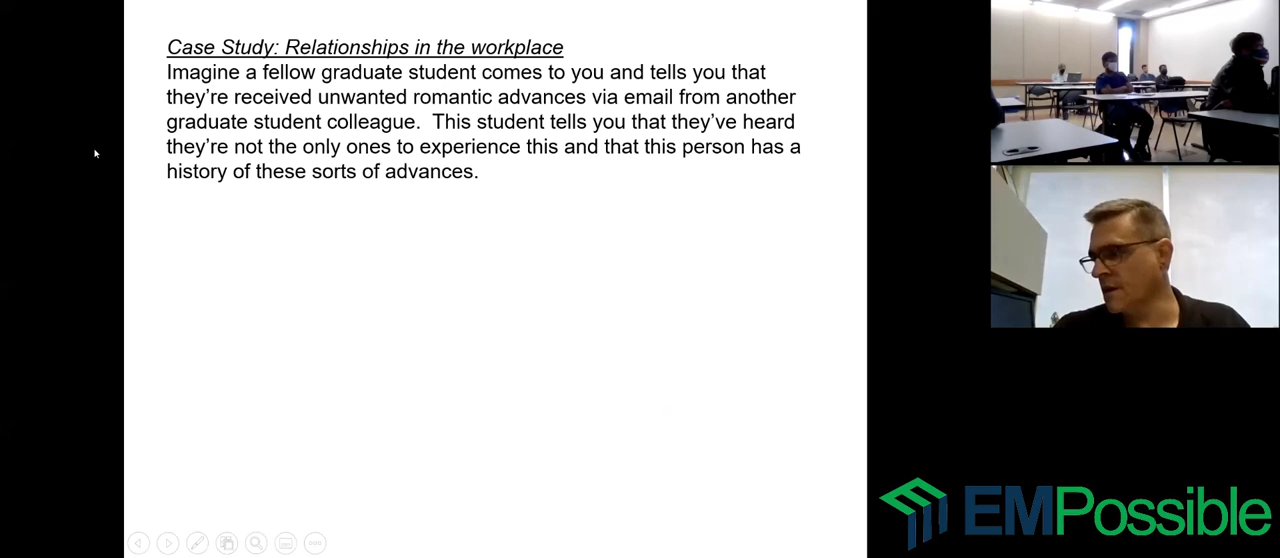 Case Study: Relationships in the workplace
Imagine a fellow graduate student comes to you and tells you that
they’re received unwanted romantic advances via email from another
graduate student colleague.  This student tells you that they’ve heard
they’re not the only ones to experience this and that this person has a
history of these sorts of advances.
EMPossible